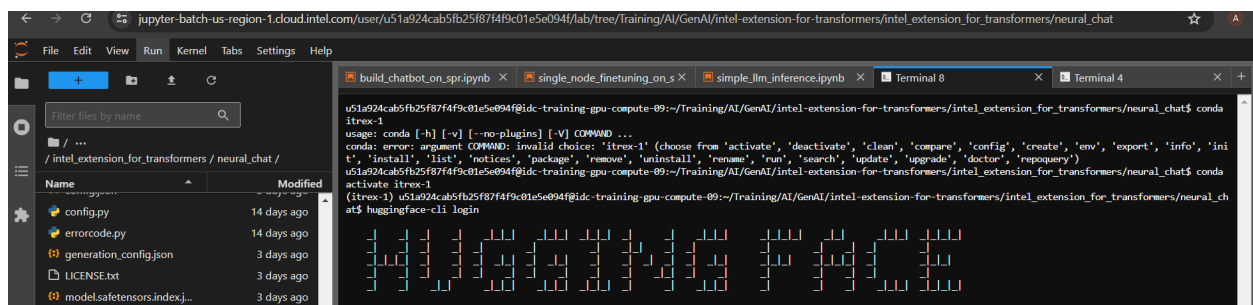 jupyter-batch-us-region-1.cloud.intel.com/user/u51a924cab5fb25f87f4f9c01e5e094f/lab/tree/Training/AI/GenAI/intel-extension-for-transformers/intel_extension_for_transformers/neural_chat
A
File Edit View Run Kernel Tabs Settings Help
build_chatbot_on_spr.ipynb
single_node_finetuning_on_s
simple_llm_inference.ipynb
Terminal 8
Terminal 4
Filter files by name
/ ...
/ intel_extension_for_transformers / neural_chat /
Name Modified
config.py 14 days ago
errorcode.py 14 days ago
generation_config.json 3 days ago
LICENSE.txt 3 days ago
model.safetensors.index.j... 3 days ago
u51a924cab5fb25f87f4f9c01e5e094f@idc-training-gpu-compute-09:~/Training/AI/GenAI/intel-extension-for-transformers/intel_extension_for_transformers/neural_chat$ conda
itrex-1
usage: conda [-h] [-v] [--no-plugins] [-V] COMMAND ...
conda: error: argument COMMAND: invalid choice: 'itrex-1' (choose from 'activate', 'deactivate', 'clean', 'compare', 'config', 'create', 'env', 'export', 'info', 'ini
t', 'install', 'list', 'notices', 'package', 'remove', 'uninstall', 'rename', 'run', 'search', 'update', 'upgrade', 'doctor', 'repoquery')
u51a924cab5fb25f87f4f9c01e5e094f@idc-training-gpu-compute-09:~/Training/AI/GenAI/intel-extension-for-transformers/intel_extension_for_transformers/neural_chat$ conda
activate itrex-1
(itrex-1) u51a924cab5fb25f87f4f9c01e5e094f@idc-training-gpu-compute-09:~/Training/AI/GenAI/intel-extension-for-transformers/intel_extension_for_transformers/neural_ch
at$ huggingface-cli login
HUGGING FACE